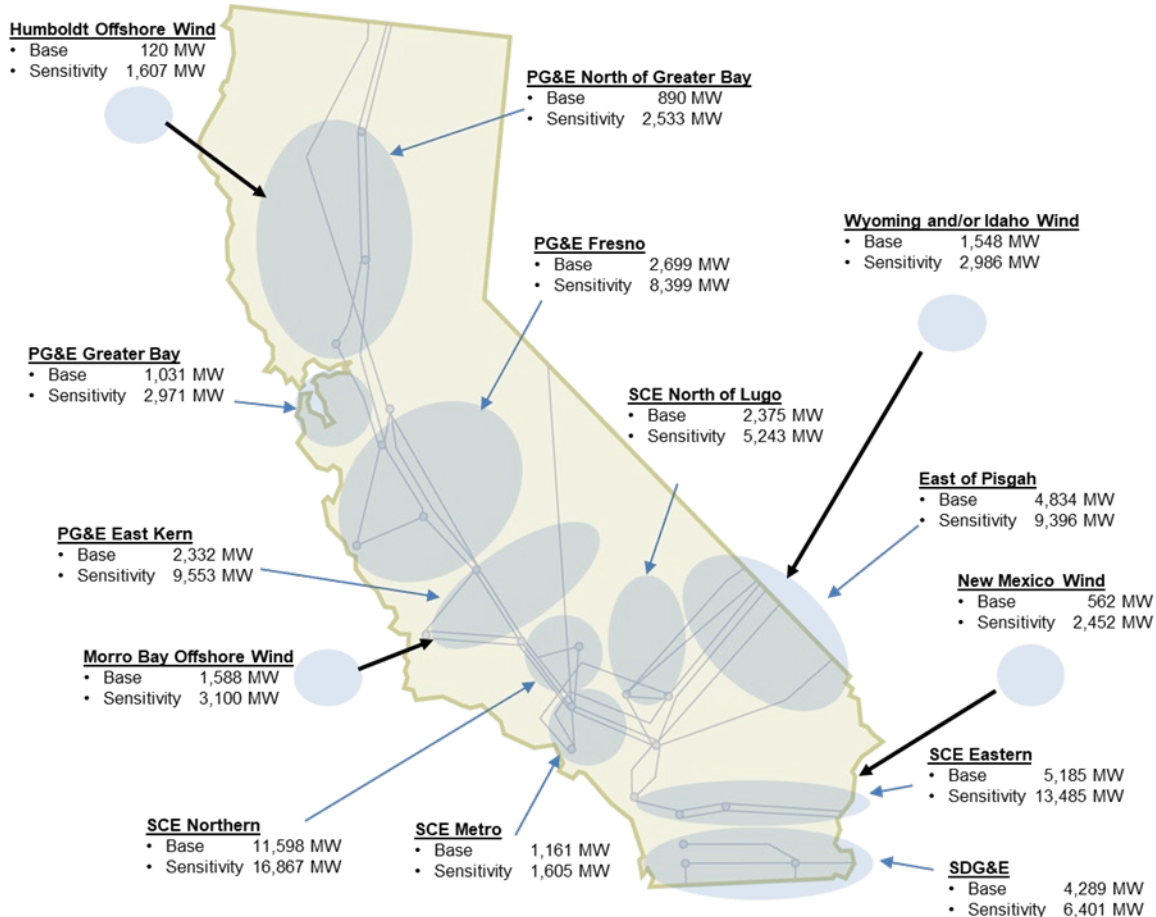 Humboldt Offshore Wind
• Base 120 MW
• Sensitivity 1,607 MW
PG&E North of Greater Bay
• Base 890 MW
• Sensitivity 2,533 MW
Wyoming and/or Idaho Wind
• Base 1,548 MW
• Sensitivity 2,986 MW
PG&E Fresno
• Base 2,699 MW
• Sensitivity 8,399 MW
PG&E Greater Bay
• Base 1,031 MW
• Sensitivity 2,971 MW
SCE North of Lugo
• Base 2,375 MW
• Sensitivity 5,243 MW
East of Pisgah
• Base 4,834 MW
• Sensitivity 9,396 MW
PG&E East Kern
• Base 2,332 MW
• Sensitivity 9,553 MW
New Mexico Wind
• Base 562 MW
• Sensitivity 2,452 MW
Morro Bay Offshore Wind
• Base 1,588 MW
• Sensitivity 3,100 MW
SCE Eastern
• Base 5,185 MW
• Sensitivity 13,485 MW
SCE Northern
• Base 11,598 MW
• Sensitivity 16,867 MW
SCE Metro
• Base 1,161 MW
• Sensitivity 1,605 MW
SDG&E
• Base 4,289 MW
• Sensitivity 6,401 MW